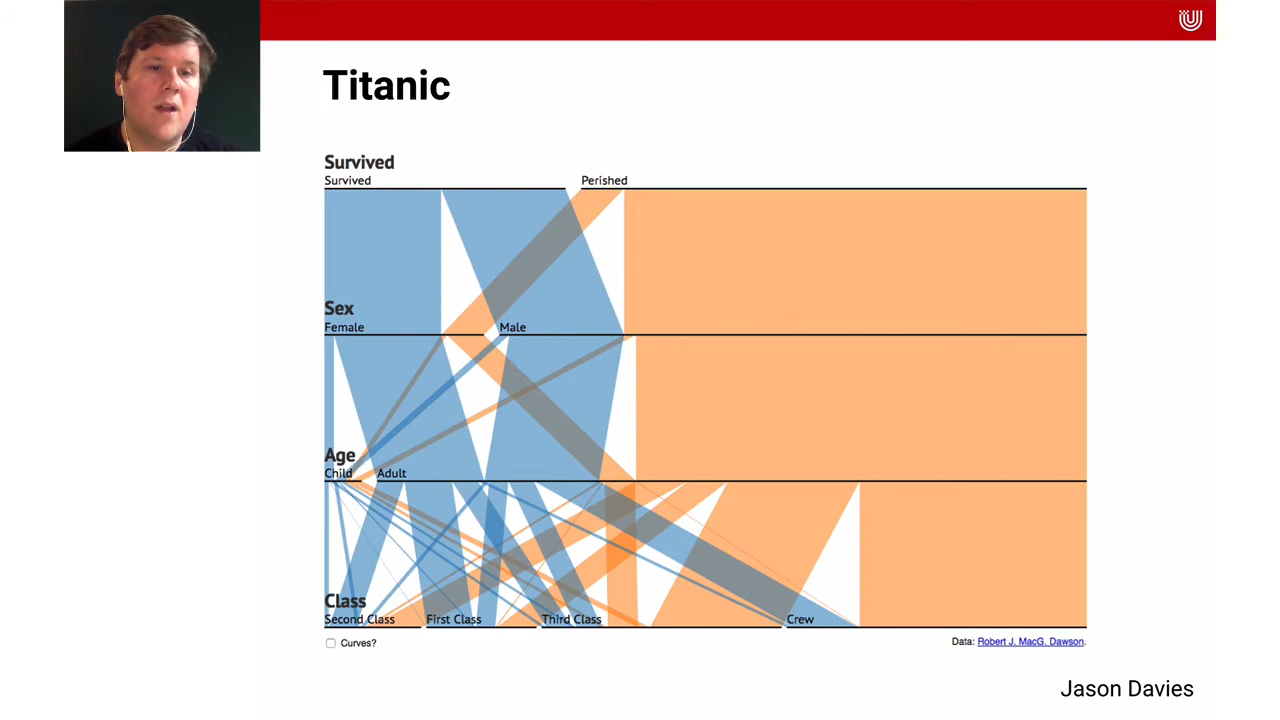 Titanic
Survived
Survived Perished
Sex
Female Male
Age
Child Adult
Class
Second Class First Class Third Class Crew
Curves? Data: Robert J. MacG. Dawson.
Jason Davies